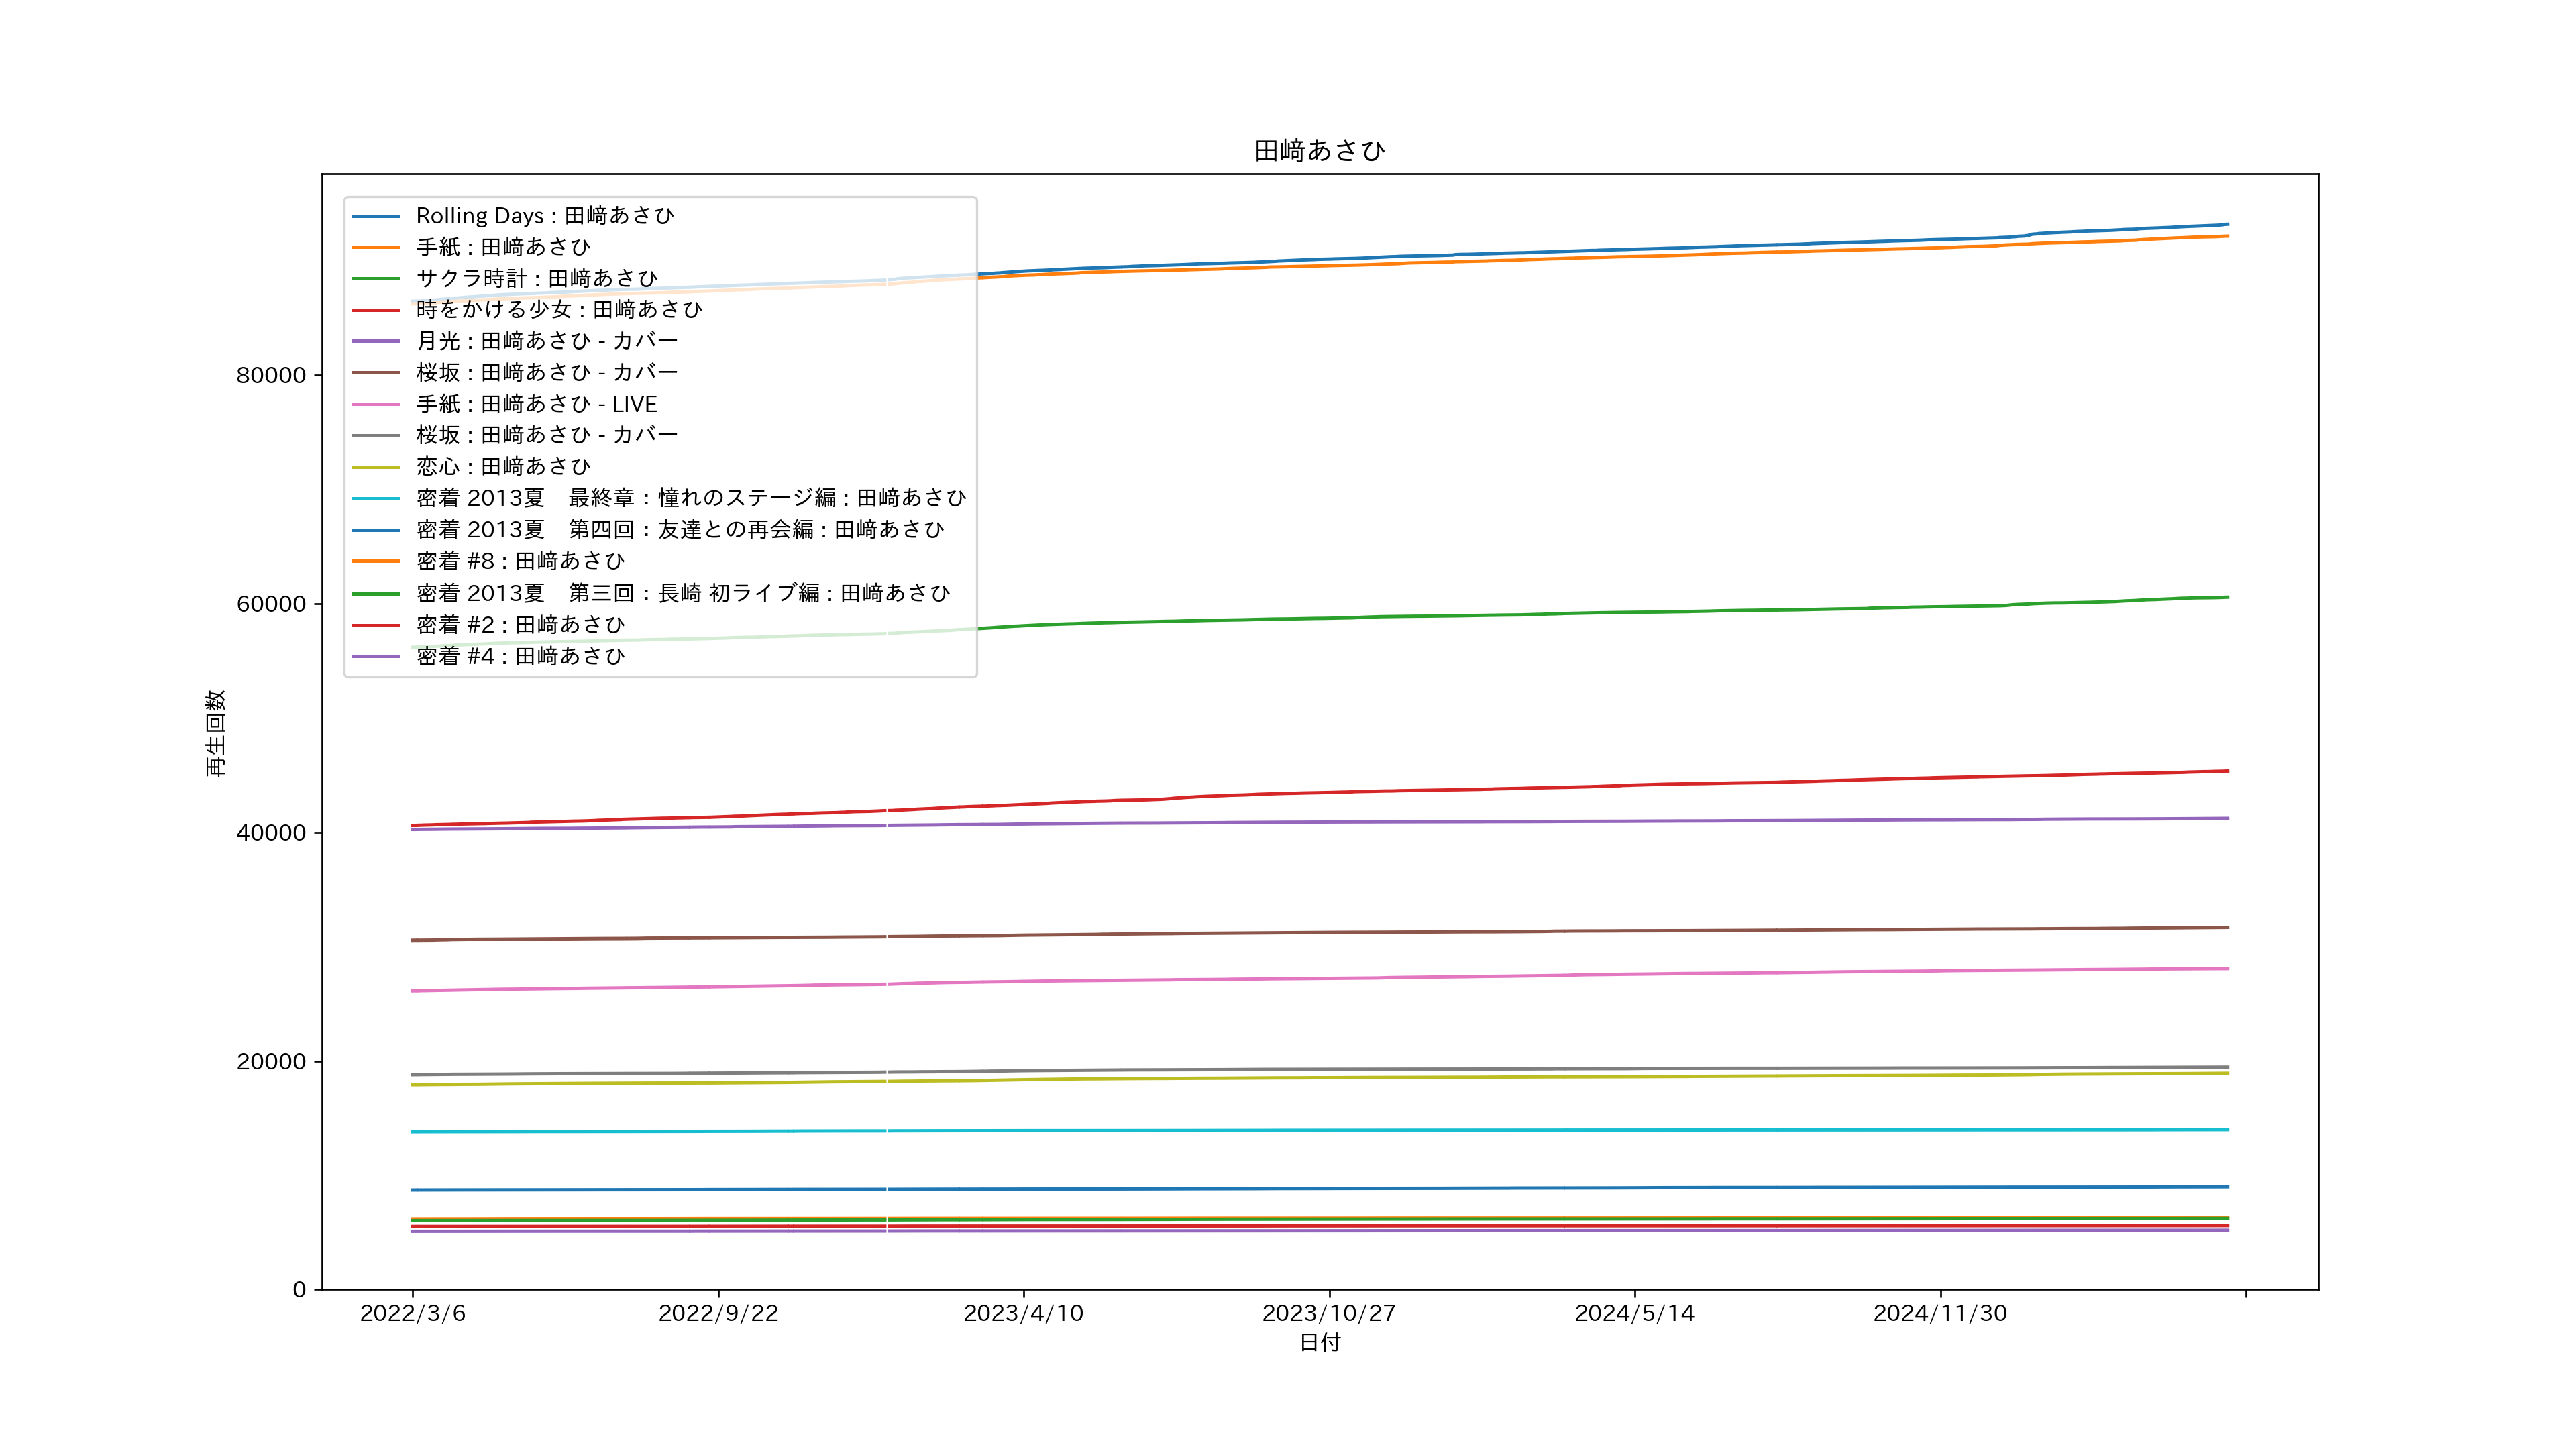 田﨑あさひ
Rolling Days : 田﨑あさひ
手紙 : 田﨑あさひ
サクラ時計 : 田﨑あさひ
時をかける少女 : 田﨑あさひ
月光 : 田﨑あさひ - カバー
桜坂 : 田﨑あさひ - カバー
手紙 : 田﨑あさひ - LIVE
桜坂 : 田﨑あさひ - カバー
恋心 : 田﨑あさひ
密着 2013夏　最終章：憧れのステージ編 : 田﨑あさひ
密着 2013夏　第四回：友達との再会編 : 田﨑あさひ
密着 #8 : 田﨑あさひ
密着 2013夏　第三回：長崎 初ライブ編 : 田﨑あさひ
密着 #2 : 田﨑あさひ
密着 #4 : 田﨑あさひ
再生回数
80000
60000
40000
20000
0
2022/3/6 2022/9/22 2023/4/10 2023/10/27 2024/5/14 2024/11/30
日付